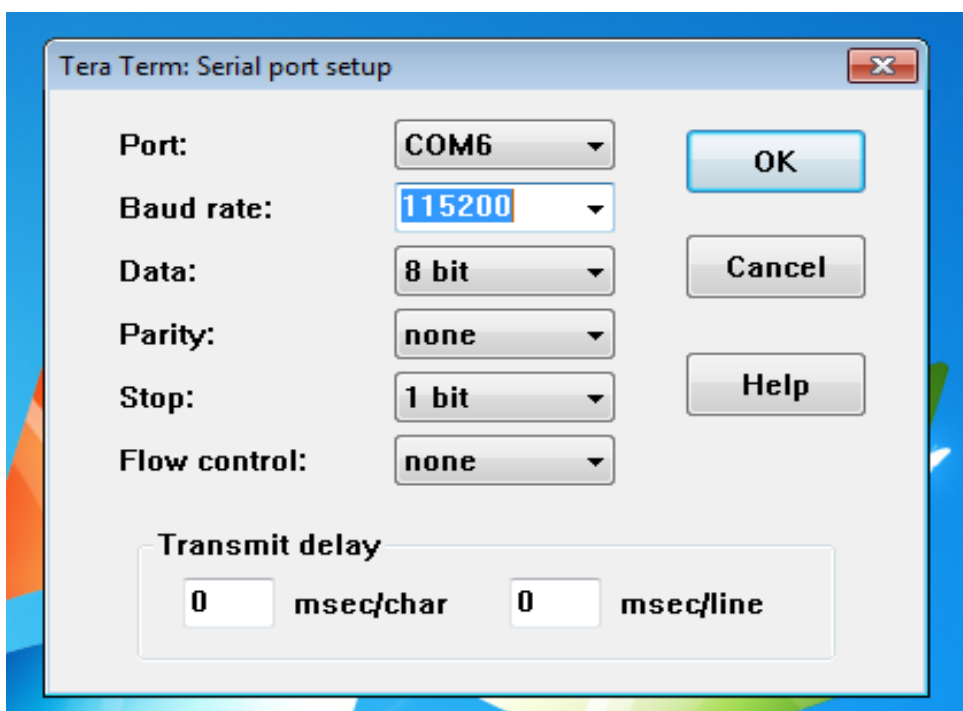 Tera Term: Serial port setup
Port: COM6 OK
Baud rate: 115200
Data: 8 bit Cancel
Parity: none
Stop: 1 bit Help
Flow control: none
Transmit delay
0 msec/char 0 msec/line